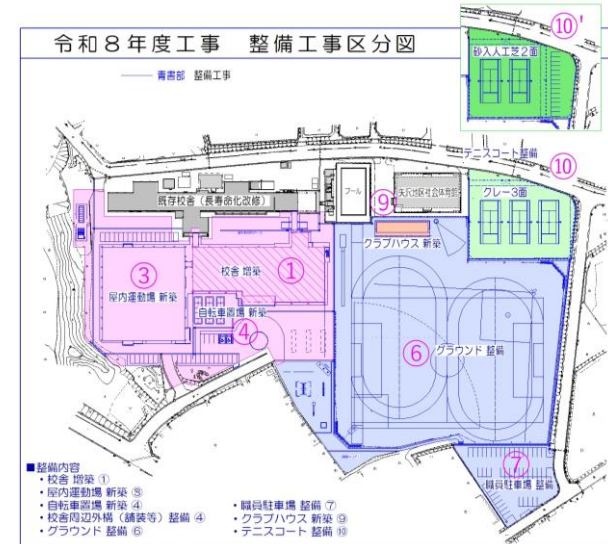 令和8年度工事 整備工事区分図
青書部 整備工事
⑩'
砂入人工芝2面
テニスコート整備
⑩
クレー3面
既存校舎（長寿命化改修）
プール
⑨
矢沢地区社会体育館
クラブハウス 新築
③
屋内運動場 新築
校舎 増築
①
自転車置場 新築
④
⑥
グラウンド 整備
⑦
職員駐車場 整備
■整備内容
・校舎 増築 ①
・屋内運動場 新築 ③
・自転車置場 新築 ④
・校舎周辺外構（舗装等）整備 ④
・グラウンド 整備 ⑥
・職員駐車場 整備 ⑦
・クラブハウス 新築 ⑨
・テニスコート 整備 ⑩